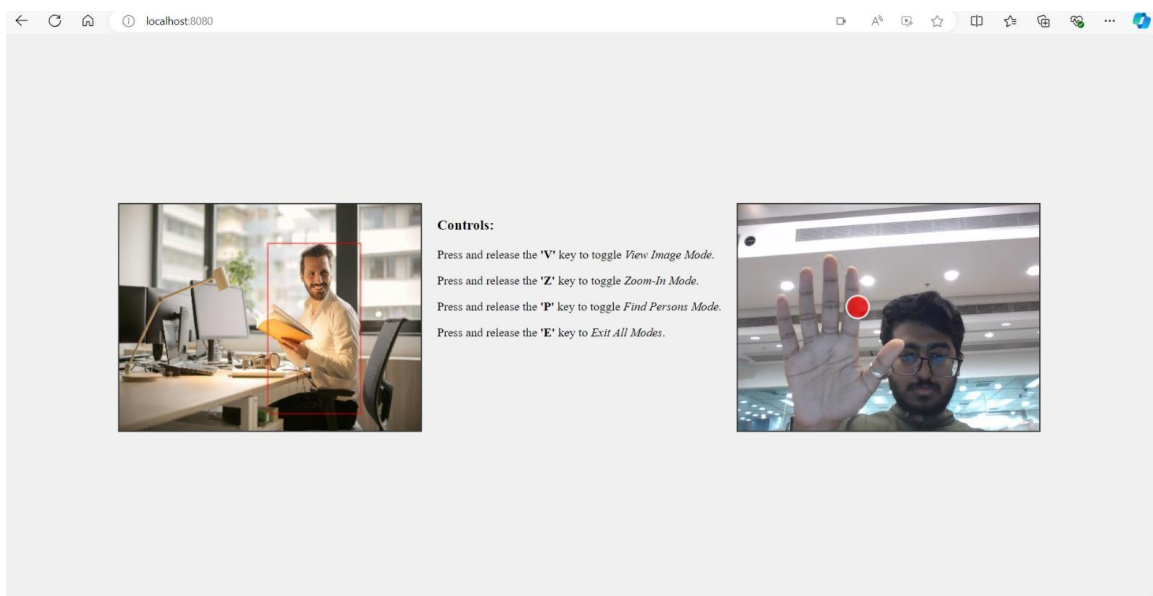 localhost:8080
Controls:
Press and release the 'V' key to toggle View Image Mode.
Press and release the 'Z' key to toggle Zoom-In Mode.
Press and release the 'P' key to toggle Find Persons Mode.
Press and release the 'E' key to Exit All Modes.